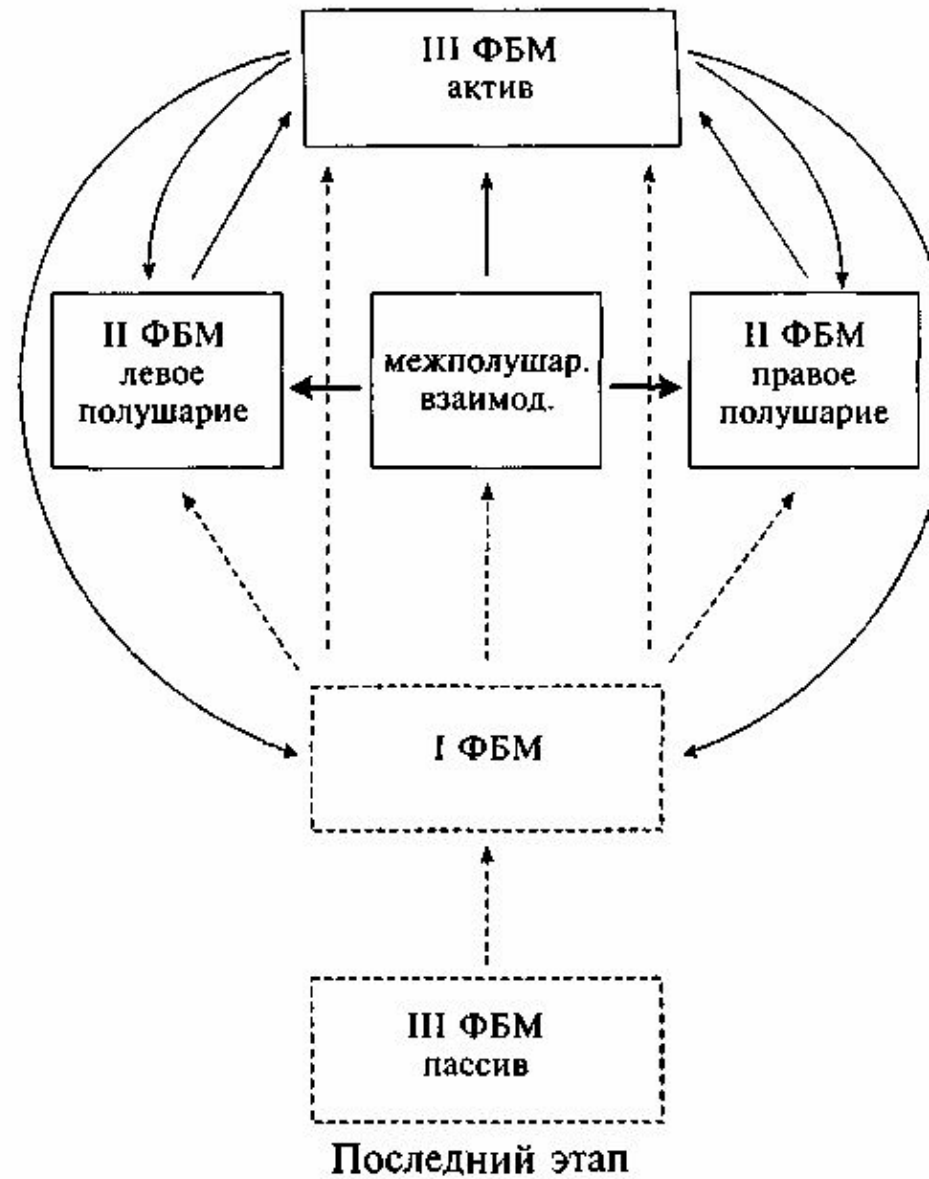 III ФБМ
актив
II ФБМ
левое
полушарие
межполушар.
взаимод.
II ФБМ
правое
полушарие
I ФБМ
III ФБМ
пассив
Последний этап